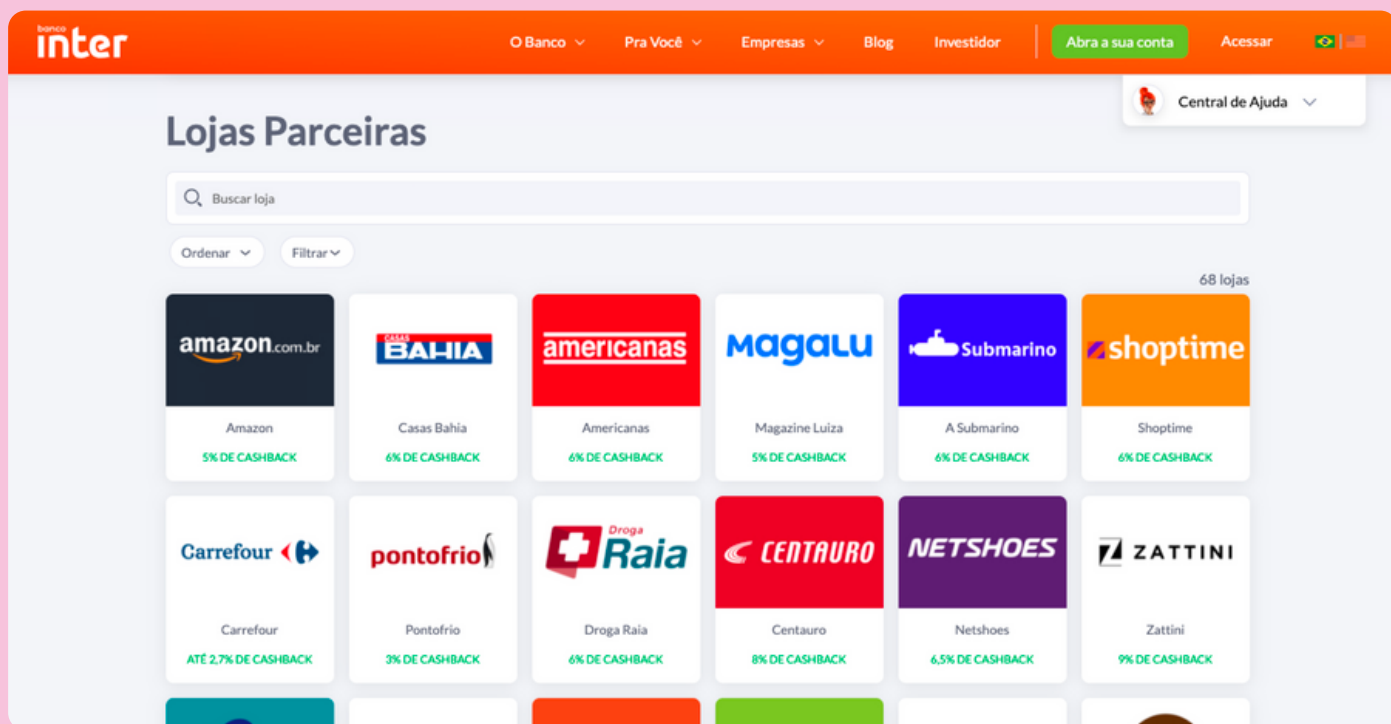 banco
inter
O Banco
Pra Você
Empresas
Blog
Investidor
Abra a sua conta
Acessar
Central de Ajuda
Lojas Parceiras
Buscar loja
Ordenar
Filtrar
68 lojas
amazon.com.br
CASAS
BAHIA
americanas
Magalu
Submarino
shoptime
Amazon
Casas Bahia
Americanas
Magazine Luiza
A Submarino
Shoptime
5% DE CASHBACK
6% DE CASHBACK
6% DE CASHBACK
5% DE CASHBACK
6% DE CASHBACK
6% DE CASHBACK
Carrefour
pontofrio
Droga
Raia
CENTAURO
NETSHOES
ZATTINI
Carrefour
Pontofrio
Droga Raia
Centauro
Netshoes
Zattini
ATÉ 2,7% DE CASHBACK
3% DE CASHBACK
6% DE CASHBACK
8% DE CASHBACK
6,5% DE CASHBACK
9% DE CASHBACK